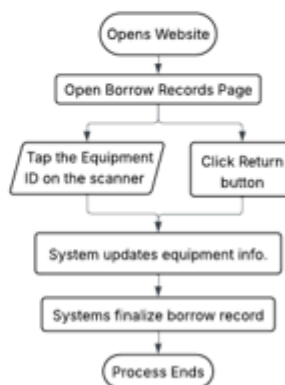 Opens Website
Open Borrow Records Page
Tap the Equipment
ID on the scanner
Click Return
button
System updates equipment info.
Systems finalize borrow record
Process Ends